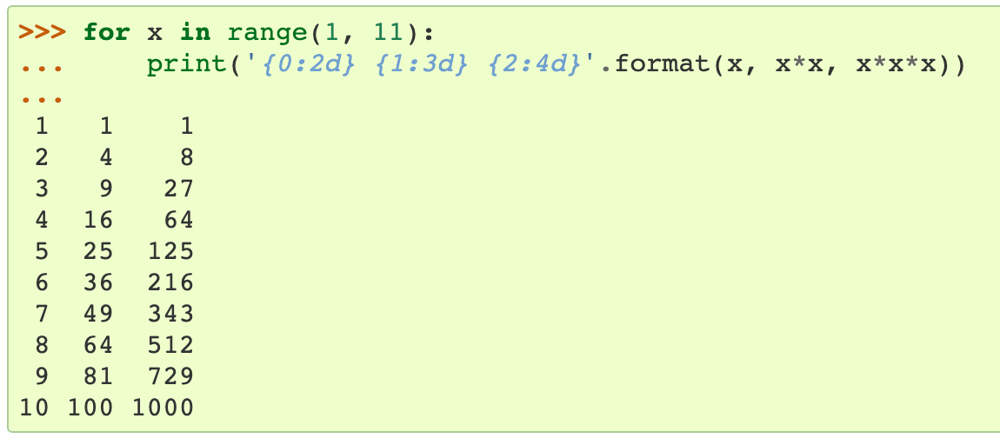 >>> for x in range(1, 11):
...     print('{0:2d} {1:3d} {2:4d}'.format(x, x*x, x*x*x))
...
 1   1    1
 2   4    8
 3   9   27
 4  16   64
 5  25  125
 6  36  216
 7  49  343
 8  64  512
 9  81  729
10 100 1000